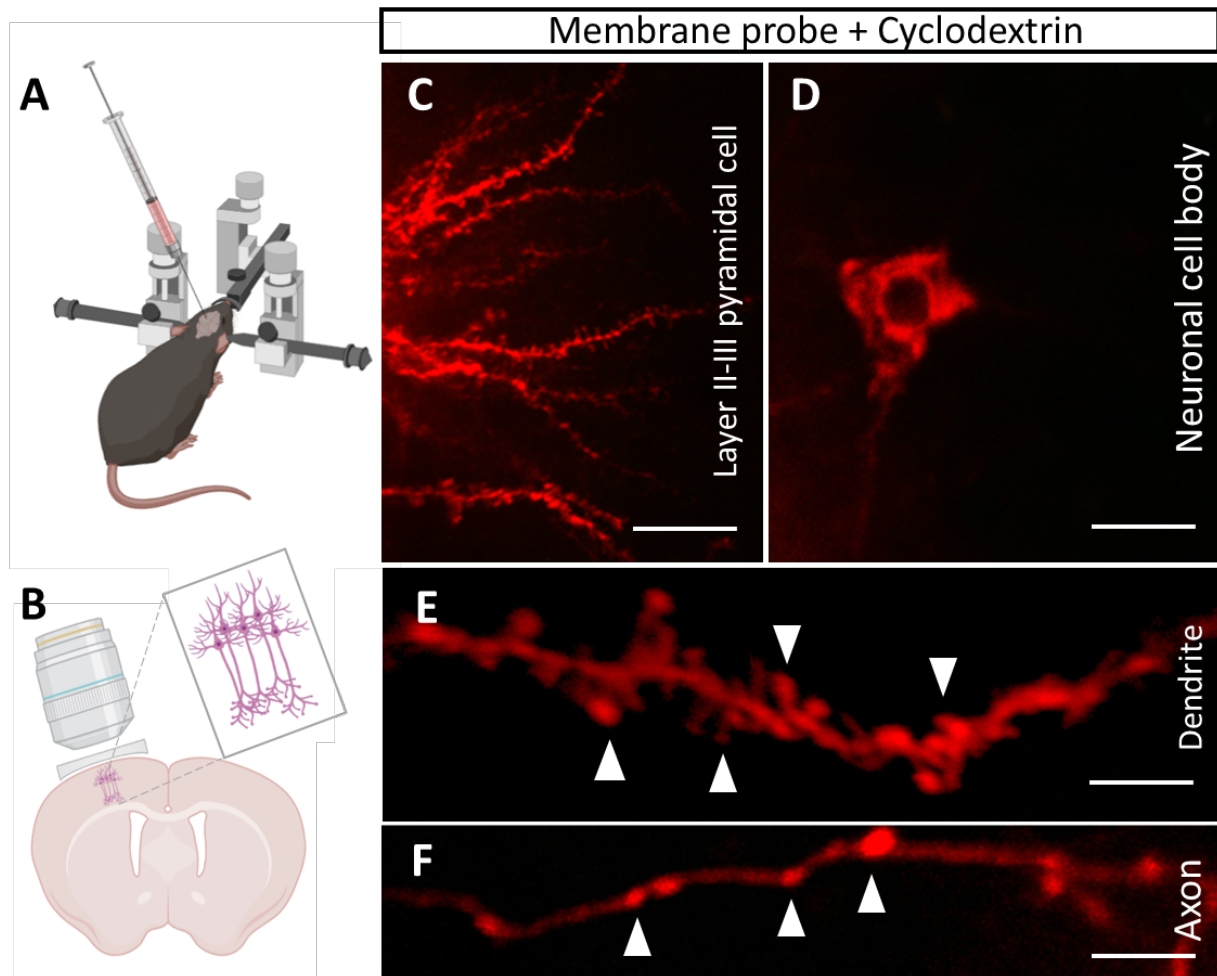 Membrane probe + Cyclodextrin
A
C
Layer II-III pyramidal cell
D
Neuronal cell body
B
E
Dendrite
F
Axon